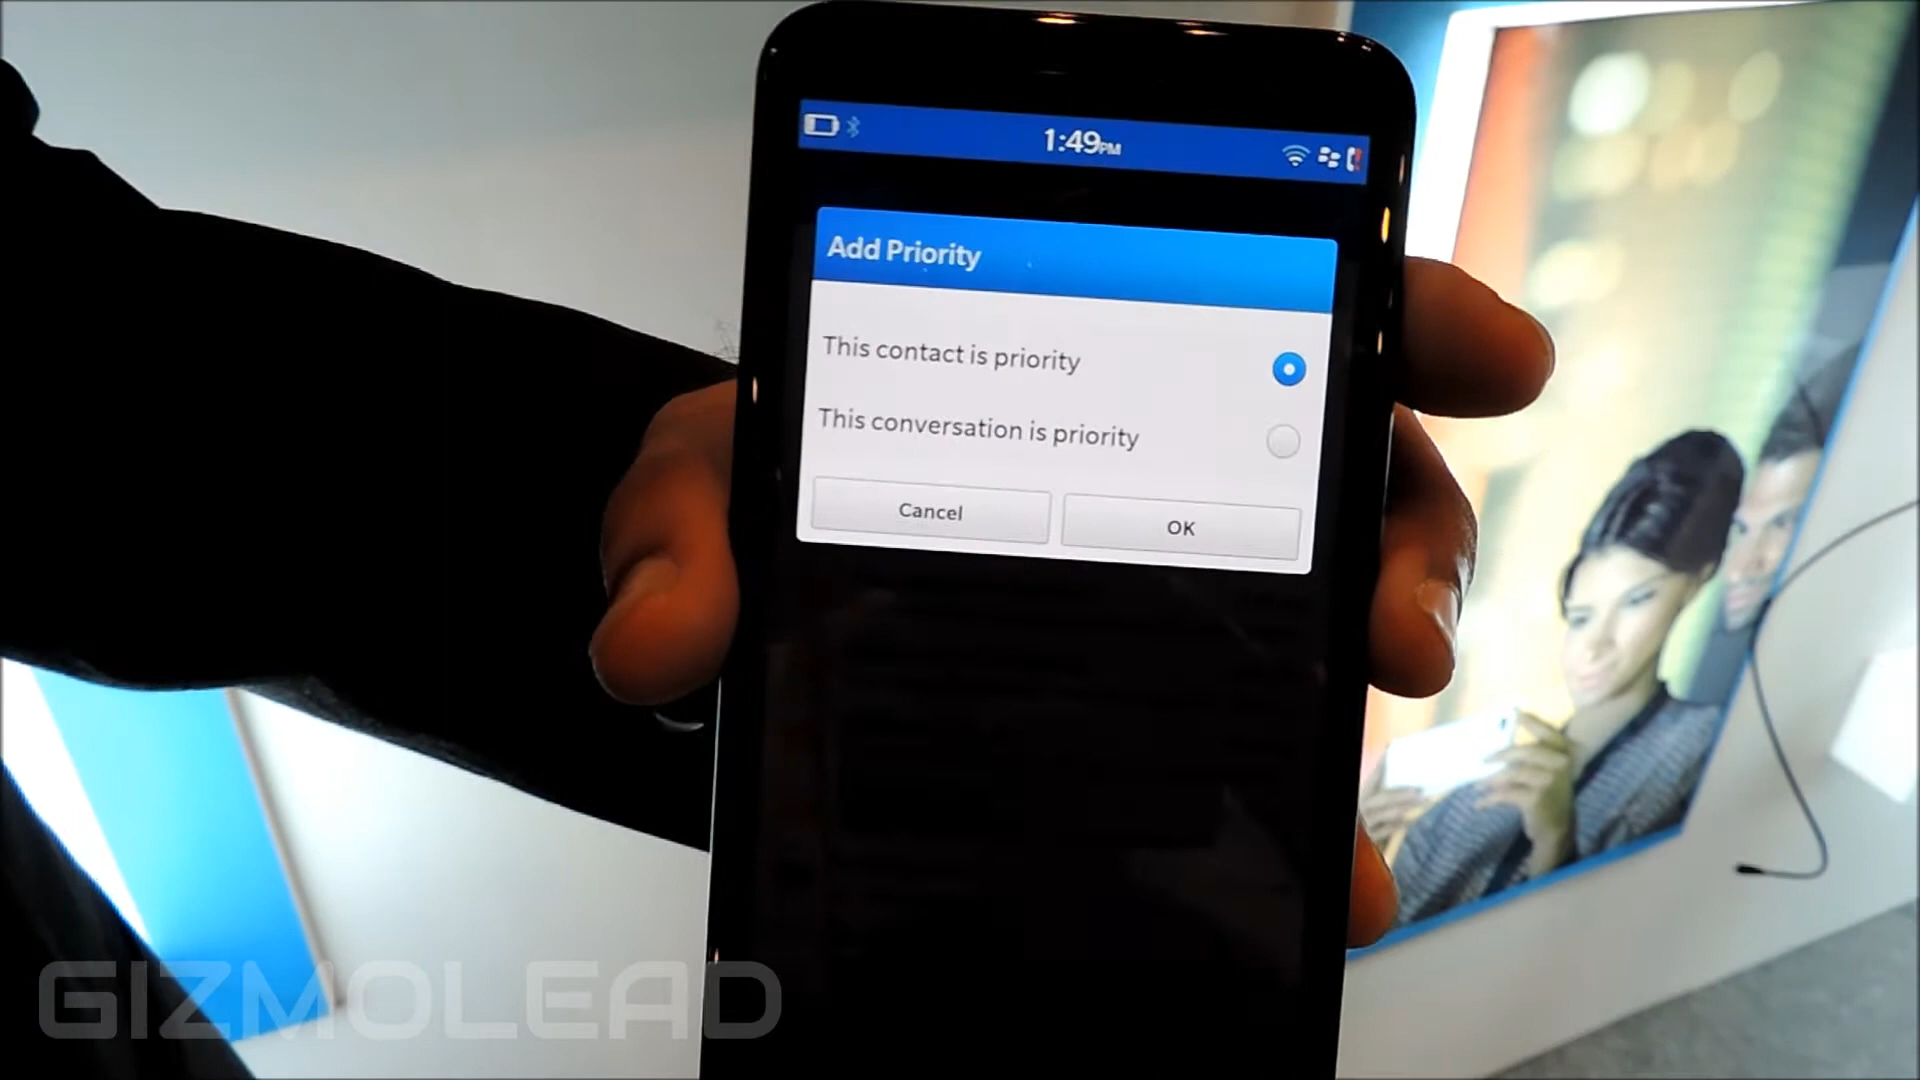 1:49PM
Add Priority
This contact is priority
This conversation is priority
Cancel
OK
GIZMOLEAD